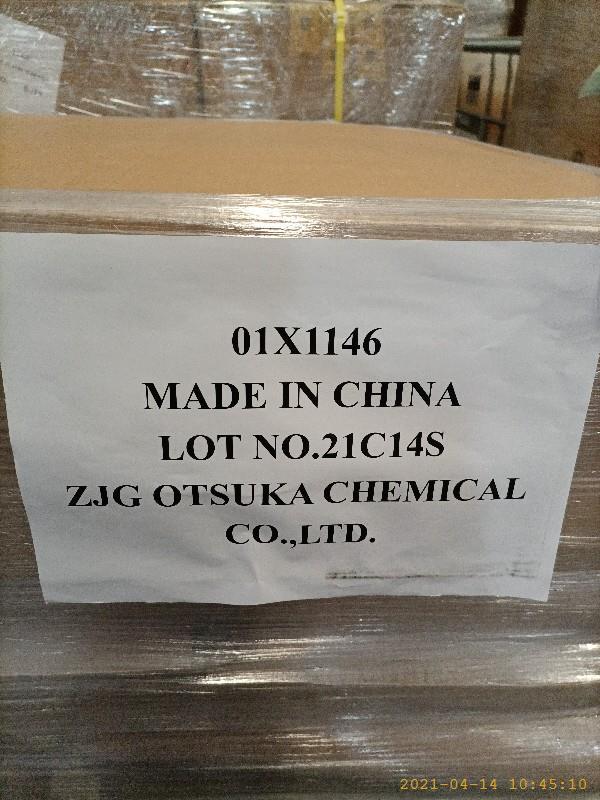 01X1146
MADE IN CHINA
LOT NO.21C14S
ZJG OTSUKA CHEMICAL
CO.,LTD.
2021-04-14 10:45:10